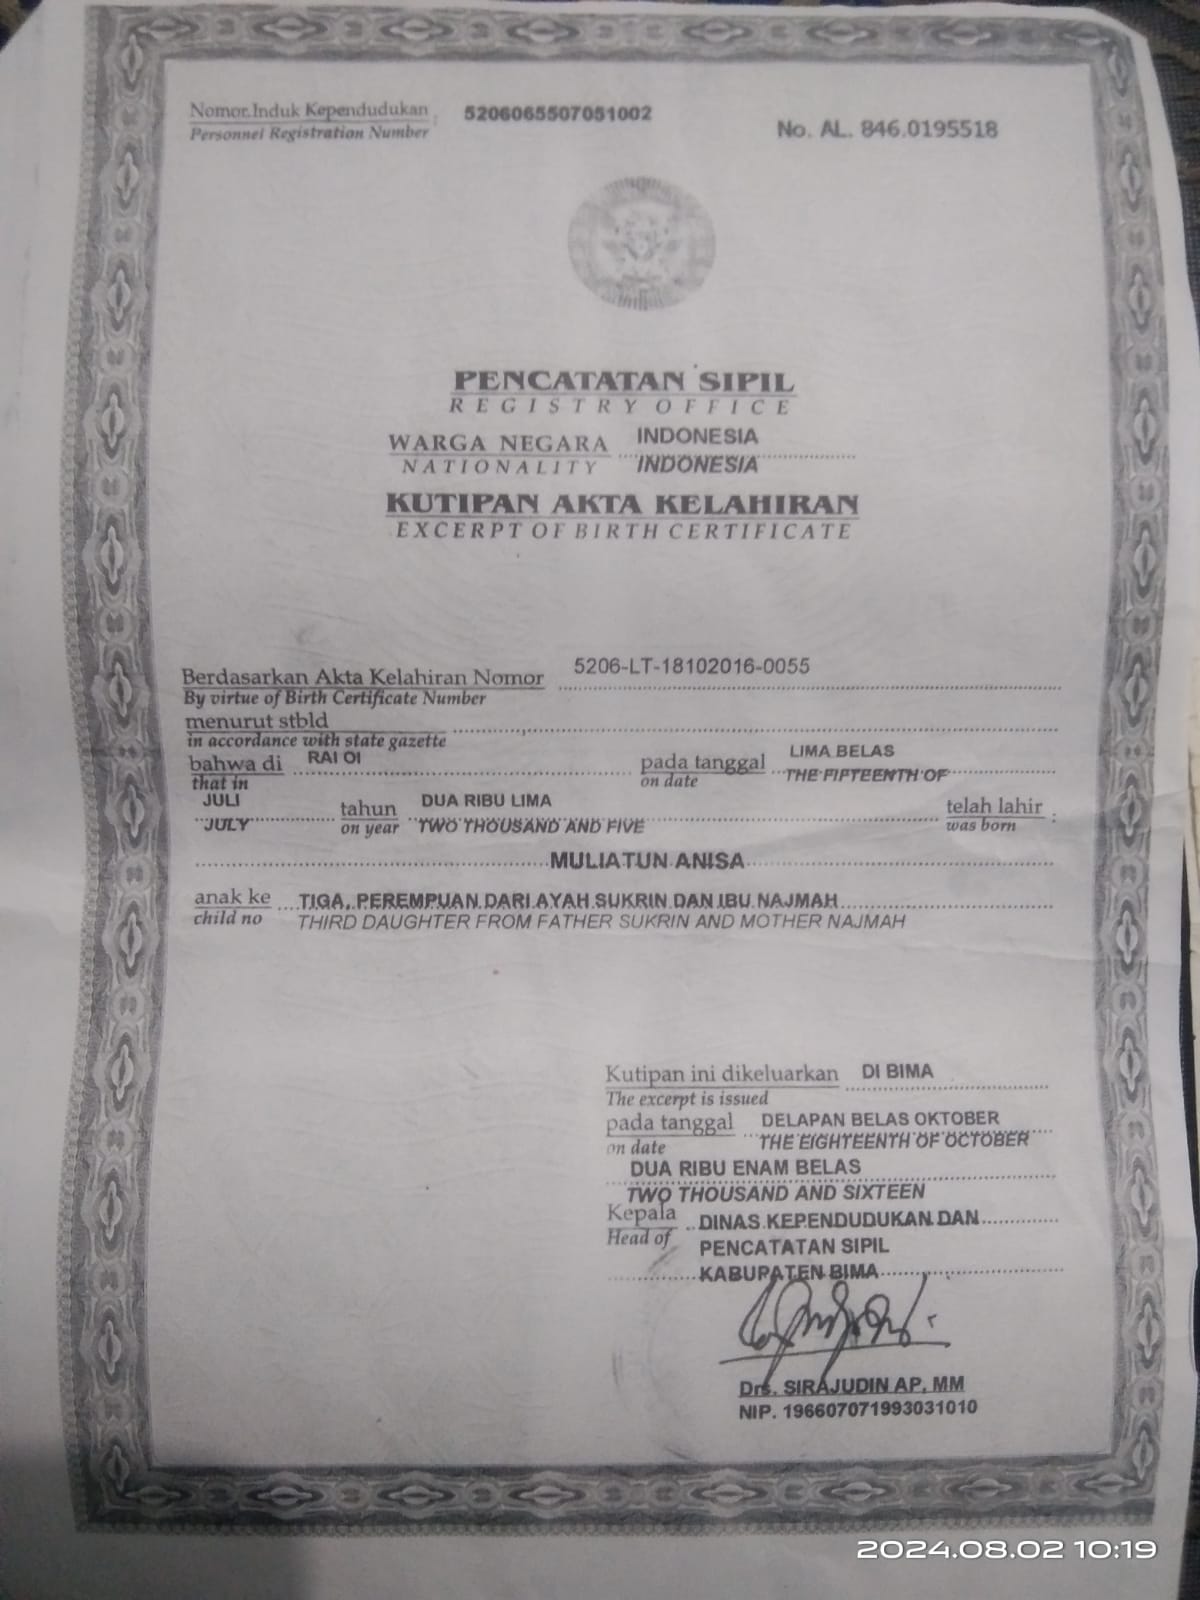 Nomor Induk Kependudukan : 5206065507051002
Personnel Registration Number
No. AL. 846.0195518
PENCATATAN SIPIL
REGISTRY OFFICE
WARGA NEGARA INDONESIA
NATIONALITY INDONESIA
KUTIPAN AKTA KELAHIRAN
EXCERPT OF BIRTH CERTIFICATE
Berdasarkan Akta Kelahiran Nomor 5206-LT-18102016-0055
By virtue of Birth Certificate Number
menurut stbld
in accordance with state gazette
bahwa di RAI OI pada tanggal LIMA BELAS
that in on date THE FIFTEENTH OF
JULI tahun DUA RIBU LIMA telah lahir :
JULY on year TWO THOUSAND AND FIVE was born
MULIATUN ANISA
anak ke TIGA, PEREMPUAN DARI AYAH SUKRIN DAN IBU NAJMAH
child no THIRD DAUGHTER FROM FATHER SUKRIN AND MOTHER NAJMAH
Kutipan ini dikeluarkan DI BIMA
The excerpt is issued
pada tanggal DELAPAN BELAS OKTOBER
on date THE EIGHTEENTH OF OCTOBER
DUA RIBU ENAM BELAS
TWO THOUSAND AND SIXTEEN
Kepala DINAS KEPENDUDUKAN DAN
Head of PENCATATAN SIPIL
KABUPATEN BIMA
Drs. SIRAJUDIN AP, MM
NIP. 196607071993031010
2024.08.02 10:19